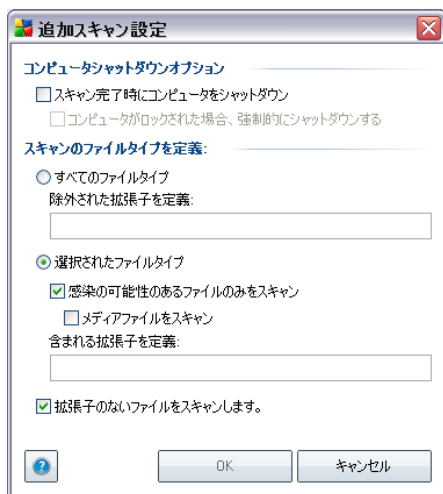 追加スキャン設定
コンピュータシャットダウンオプション
スキャン完了時にコンピュータをシャットダウン
コンピュータがロックされた場合、強制的にシャットダウンする
スキャンのファイルタイプを定義:
すべてのファイルタイプ
除外された拡張子を定義:
選択されたファイルタイプ
感染の可能性のあるファイルのみをスキャン
メディアファイルをスキャン
含まれる拡張子を定義:
拡張子のないファイルをスキャンします。
? OK キャンセル